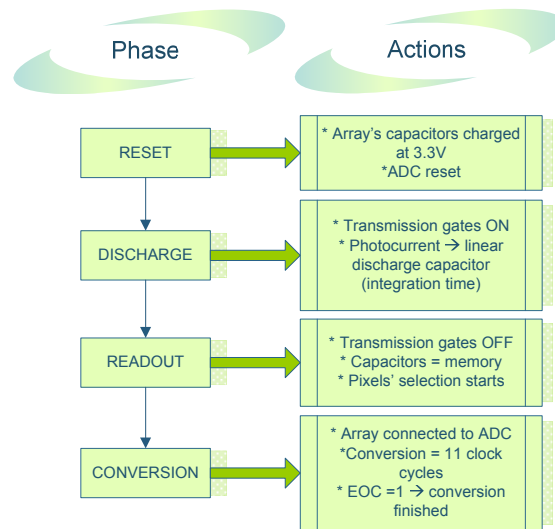 Phase
Actions
RESET
* Array's capacitors charged
at 3.3V
*ADC reset
DISCHARGE
* Transmission gates ON
* Photocurrent → linear
discharge capacitor
(integration time)
READOUT
* Transmission gates OFF
* Capacitors = memory
* Pixels' selection starts
CONVERSION
* Array connected to ADC
*Conversion = 11 clock
cycles
* EOC =1 → conversion
finished